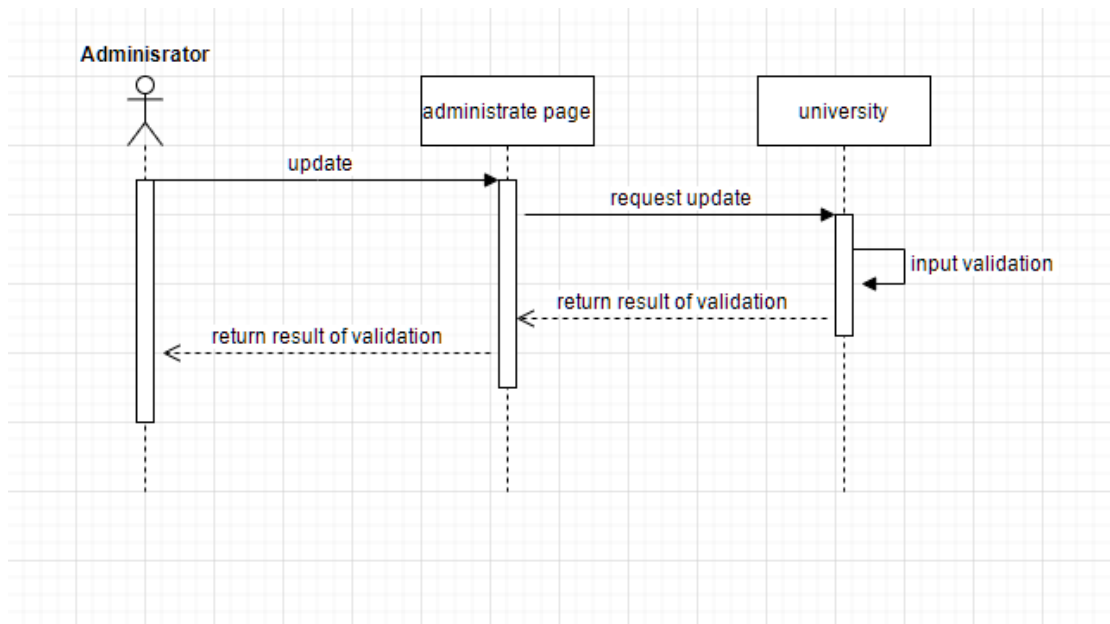 Adminisrator
administrate page
university
update
request update
input validation
return result of validation
return result of validation